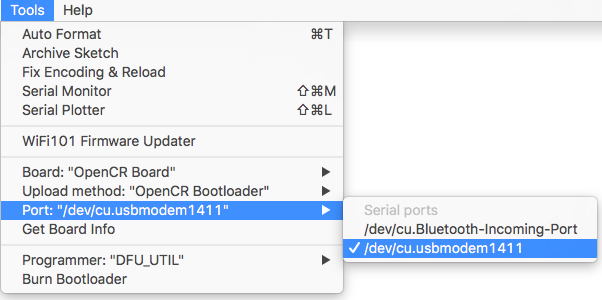 Tools Help
Auto Format ⌘T
Archive Sketch
Fix Encoding & Reload
Serial Monitor ⇧⌘M
Serial Plotter ⇧⌘L
WiFi101 Firmware Updater
Board: "OpenCR Board" ▶
Upload method: "OpenCR Bootloader" ▶
Port: "/dev/cu.usbmodem1411" ▶
Get Board Info
Programmer: "DFU_UTIL" ▶
Burn Bootloader
Serial ports
/dev/cu.Bluetooth-Incoming-Port
✓ /dev/cu.usbmodem1411